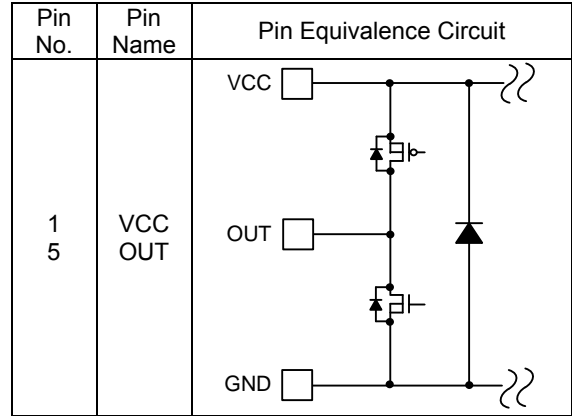 Pin No.
Pin Name
Pin Equivalence Circuit
1
5
VCC
OUT
VCC
OUT
GND